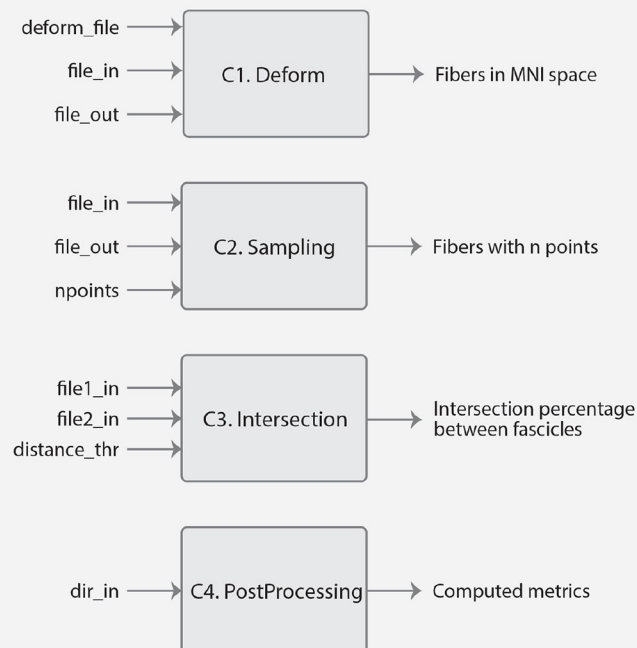 deform_file
file_in
file_out
C1. Deform
Fibers in MNI space
file_in
file_out
npoints
C2. Sampling
Fibers with n points
file1_in
file2_in
distance_thr
C3. Intersection
Intersection percentage
between fascicles
dir_in
C4. PostProcessing
Computed metrics